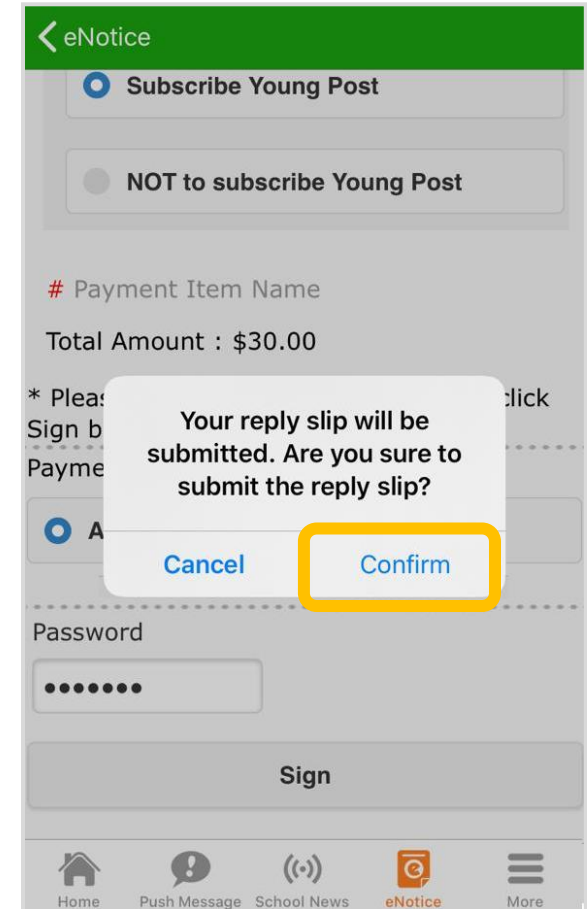 eNotice
Subscribe Young Post
NOT to subscribe Young Post
# Payment Item Name
Total Amount : $30.00
* click
Sign
Your reply slip will be
submitted. Are you sure to
submit the reply slip?
Cancel Confirm
Password
Sign
Home Push Message School News eNotice More